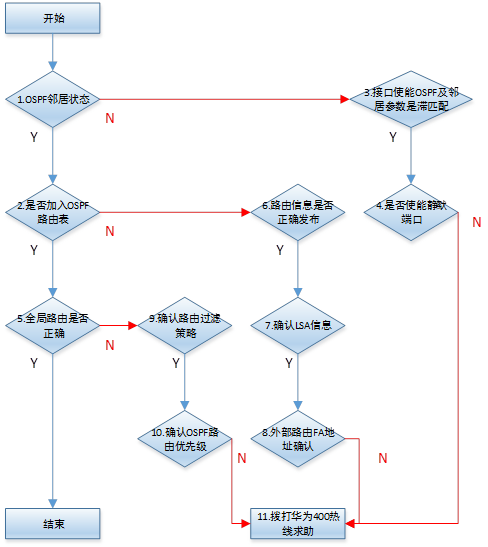 开始
1.OSPF邻居状态
3.接口使能OSPF及邻
居参数是滞匹配
N
Y
Y
2.是否加入OSPF
路由表
6.路由信息是否
正确发布
4.是否使能静默
端口
N
N
Y
Y
5.全局路由是否
正确
9.确认路由过滤
策略
7.确认LSA信息
N
Y
Y
Y
10.确认OSPF路
由优先级
8.外部路由FA地
址确认
N
N
结束
11.拨打华为400热
线求助